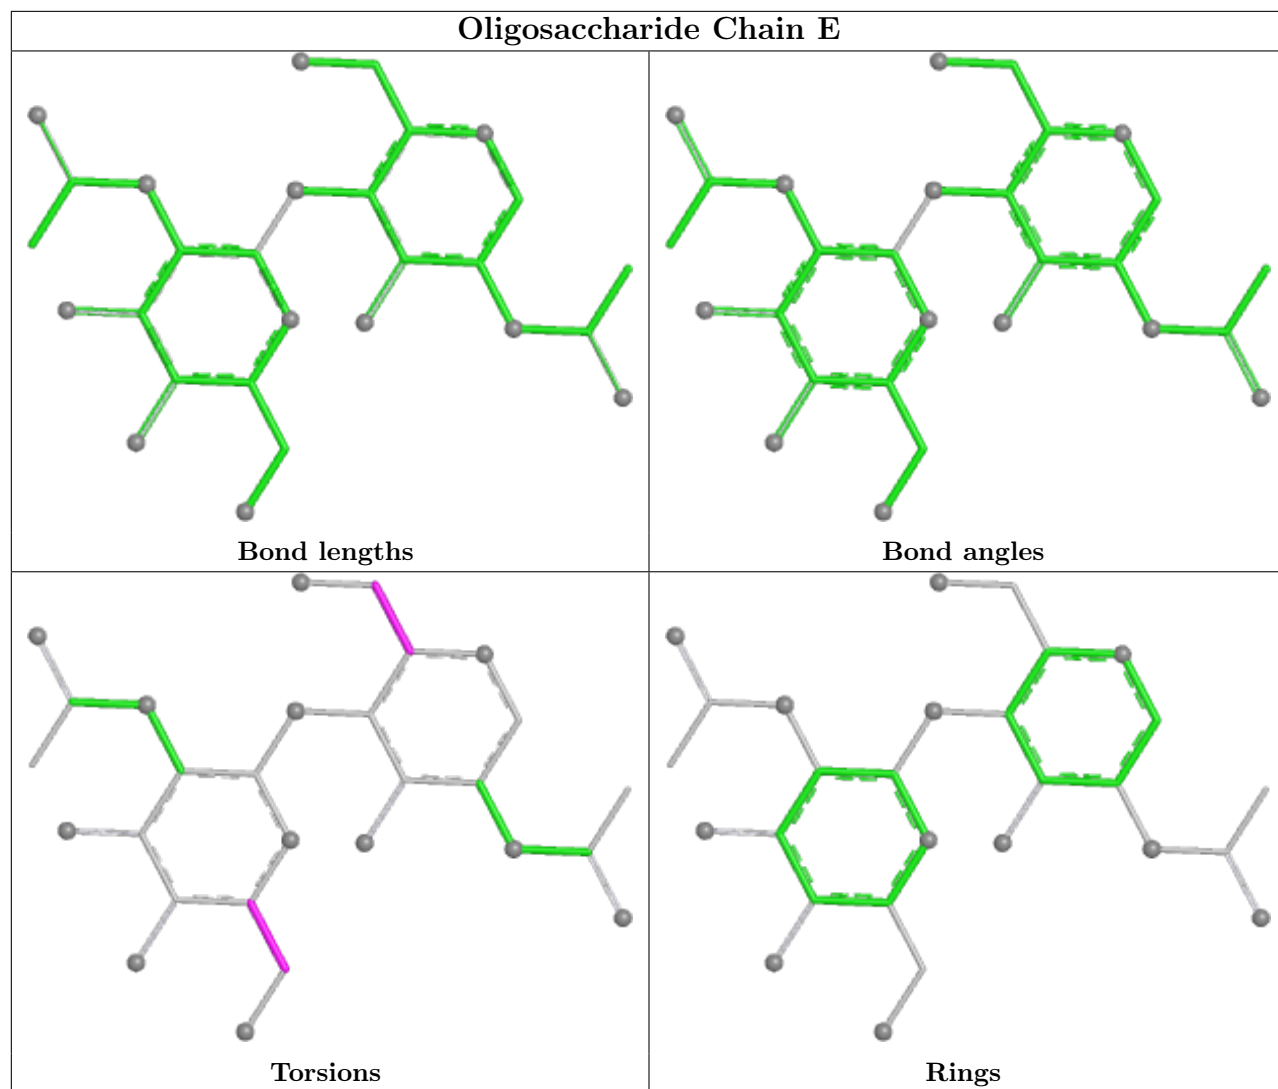 Oligosaccharide Chain E
Bond lengths
Bond angles
Torsions
Rings